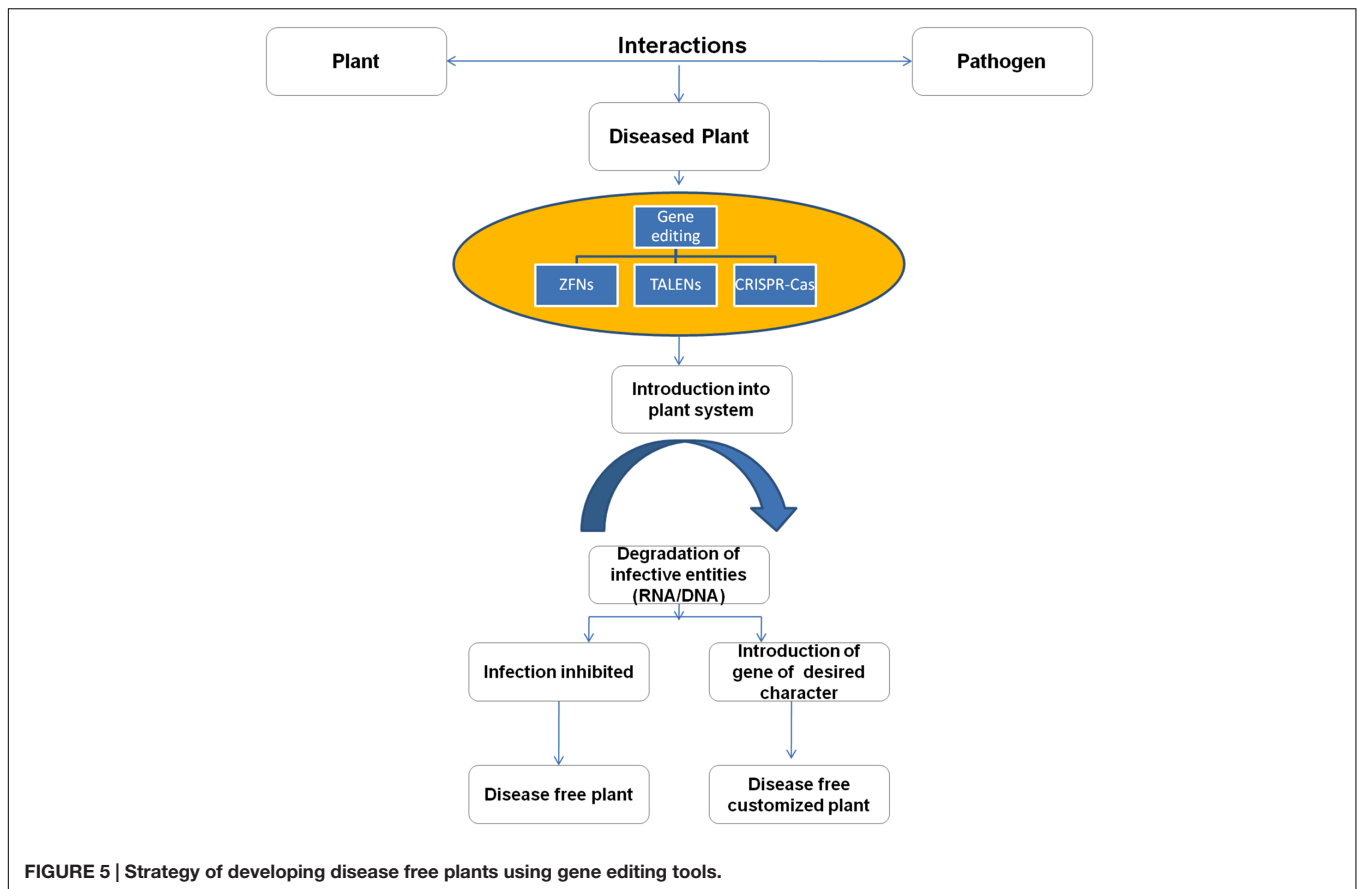 Interactions
Plant
Pathogen
Diseased Plant
Gene
editing
ZFNs
TALENs
CRISPR-Cas
Introduction into
plant system
Degradation of
infective entities
(RNA/DNA)
Infection inhibited
Introduction of
gene of desired
character
Disease free plant
Disease free
customized plant
FIGURE 5 | Strategy of developing disease free plants using gene editing tools.